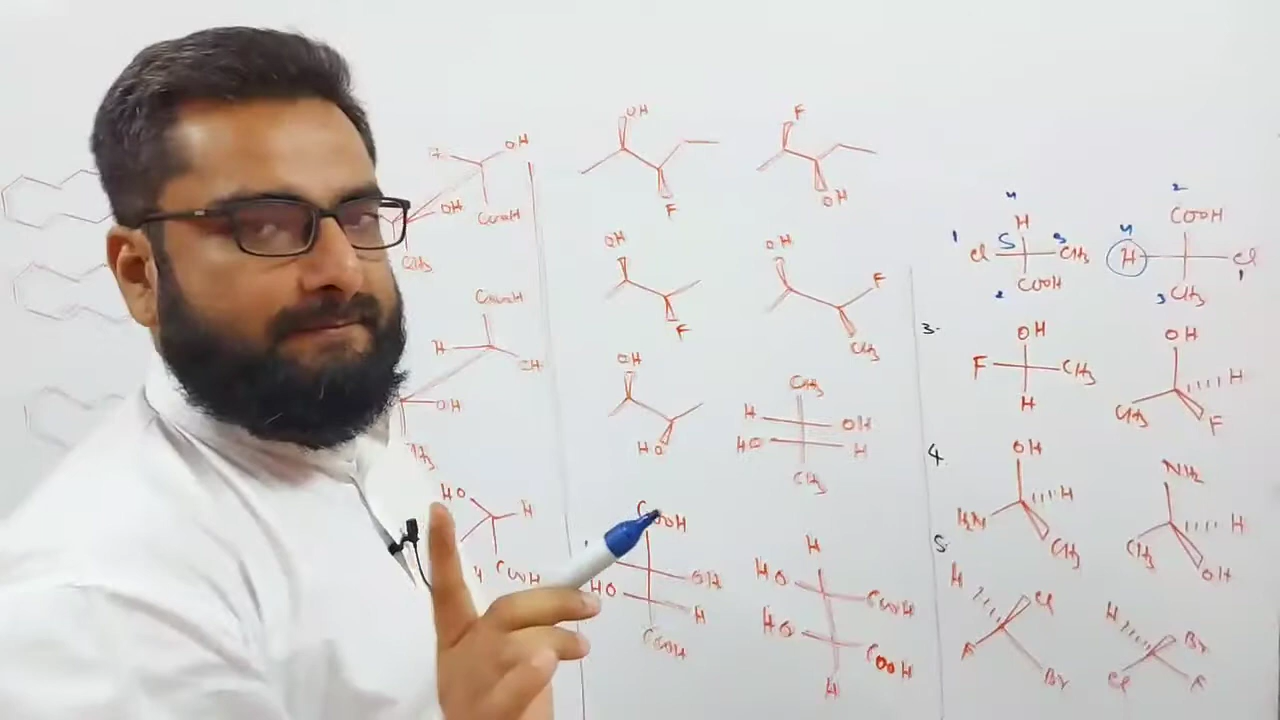 F OH
OH CooH
CH3
CooH
H CH
OH
CH3
HO H
CooH
OH
F
F
OH
OH
F
OH
F
CH3
OH
HO
CH3
H OH
HO H
CH3
CooH
OH
HO H
CooH
H
HO CooH
HO CooH
H
4
H
1 Cl S 3 CH3
2 COOH
2
COOH
4 H Cl 1
3 CH3
3.
OH
F CH3
H
OH
H
CH3 F
4.
OH
H
H2N CH3
NH2
H
CH3 OH
5.
H Cl
F Br
H Br
Cl F